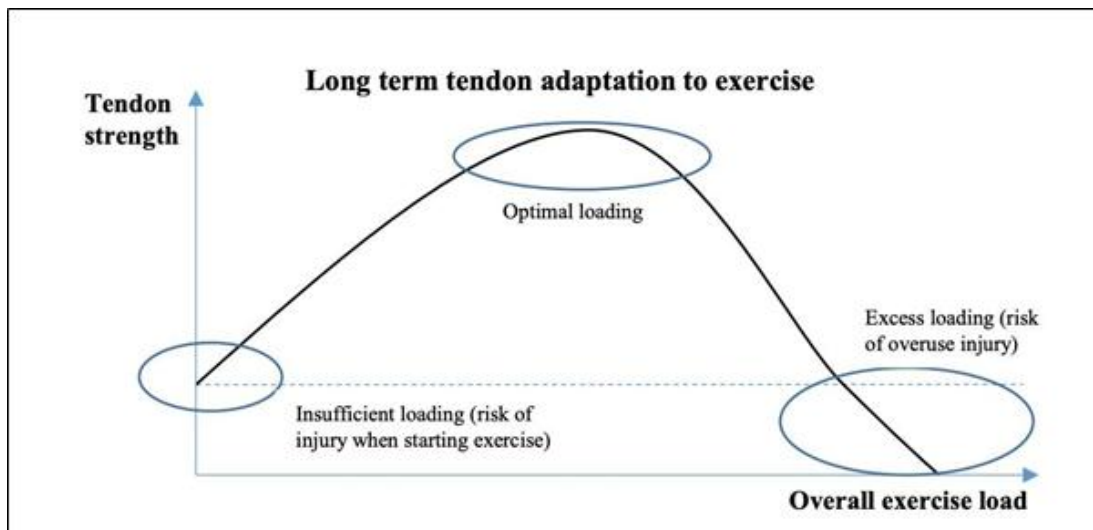 Long term tendon adaptation to exercise
Tendon
strength
Optimal loading
Excess loading (risk
of overuse injury)
Insufficient loading (risk of
injury when starting exercise)
Overall exercise load